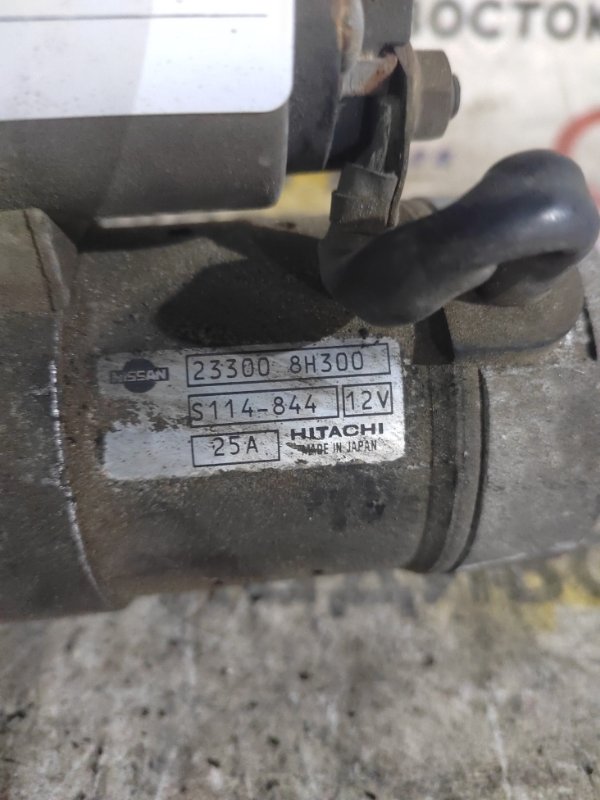 ВОСТОК
NISSAN
23300 8H300
S114-844 12V
25A HITACHI
MADE IN JAPAN